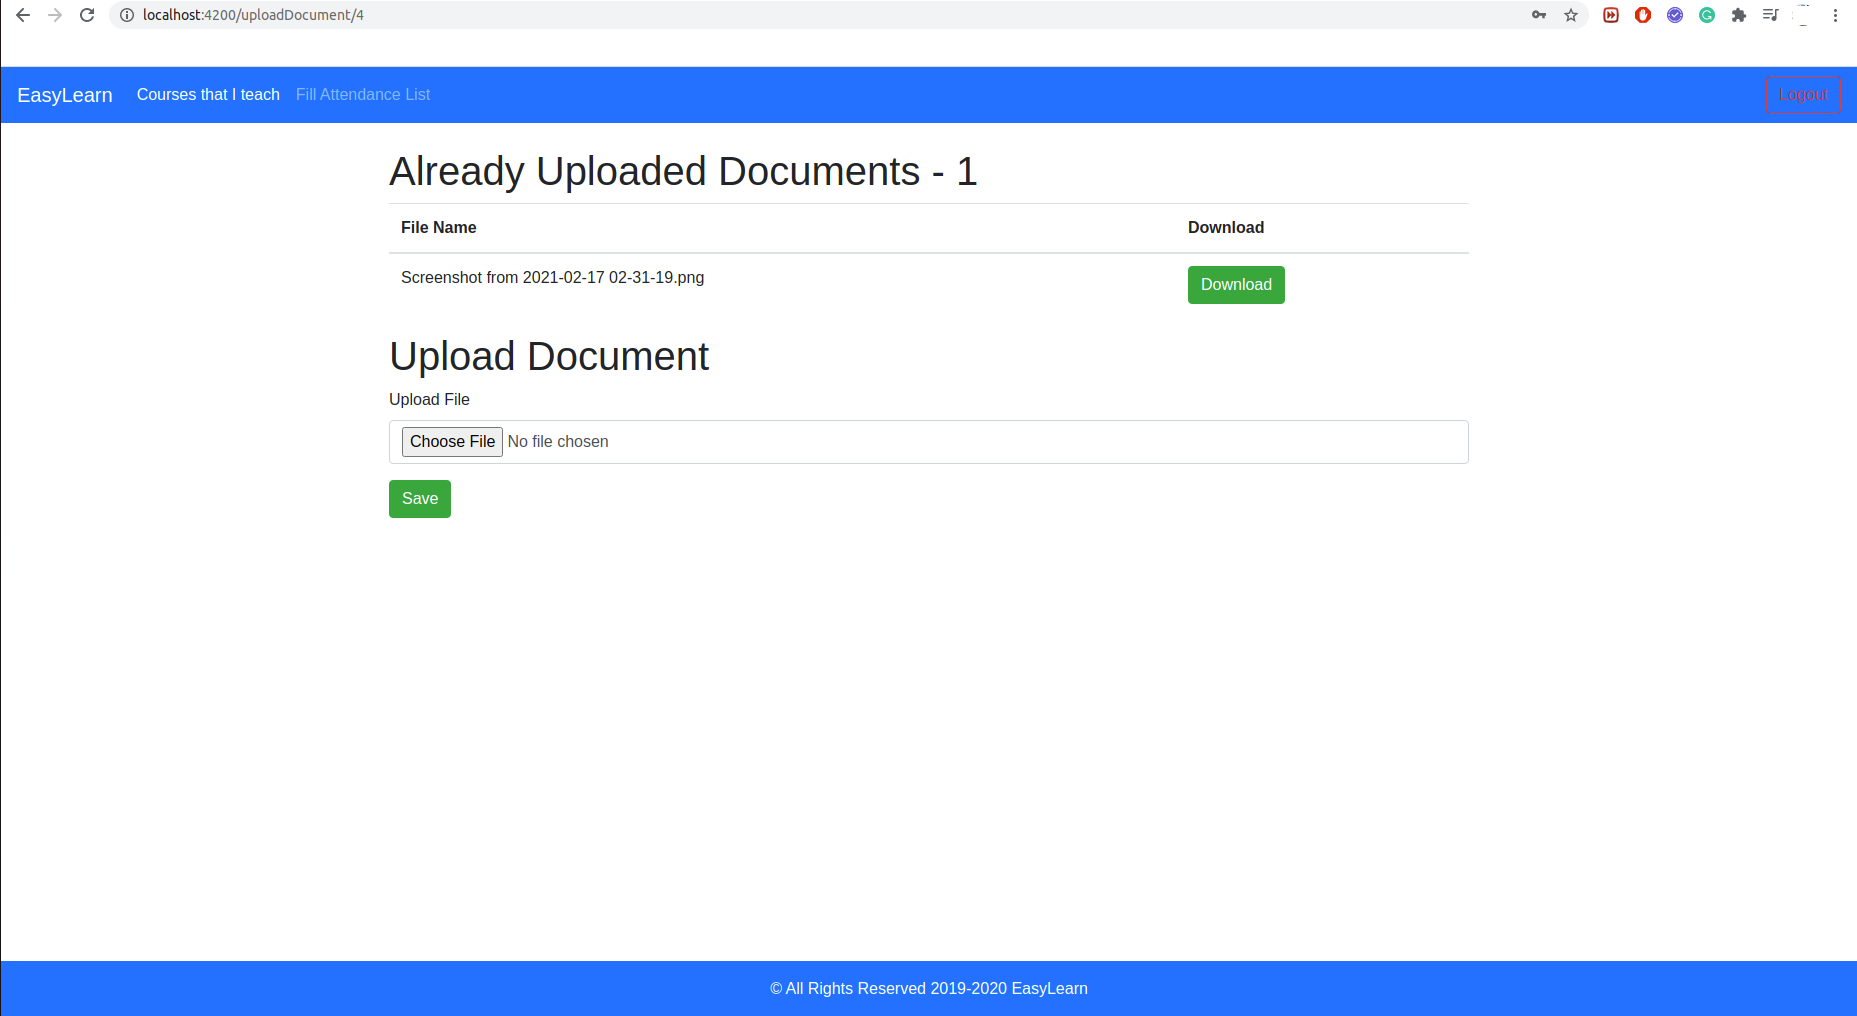 localhost:4200/uploadDocument/4
EasyLearn Courses that I teach Fill Attendance List Logout
Already Uploaded Documents - 1
File Name Download
Screenshot from 2021-02-17 02-31-19.png Download
Upload Document
Upload File
Choose File No file chosen
Save
© All Rights Reserved 2019-2020 EasyLearn